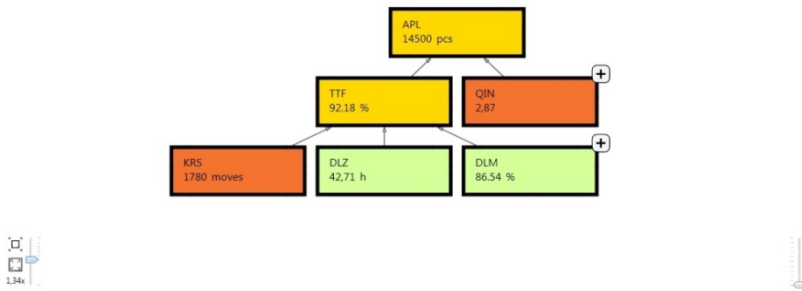 APL
14500 pcs
TTF
92.18 %
QIN
2,87
KRS
1780 moves
DLZ
42,71 h
DLM
86.54 %
1,34x